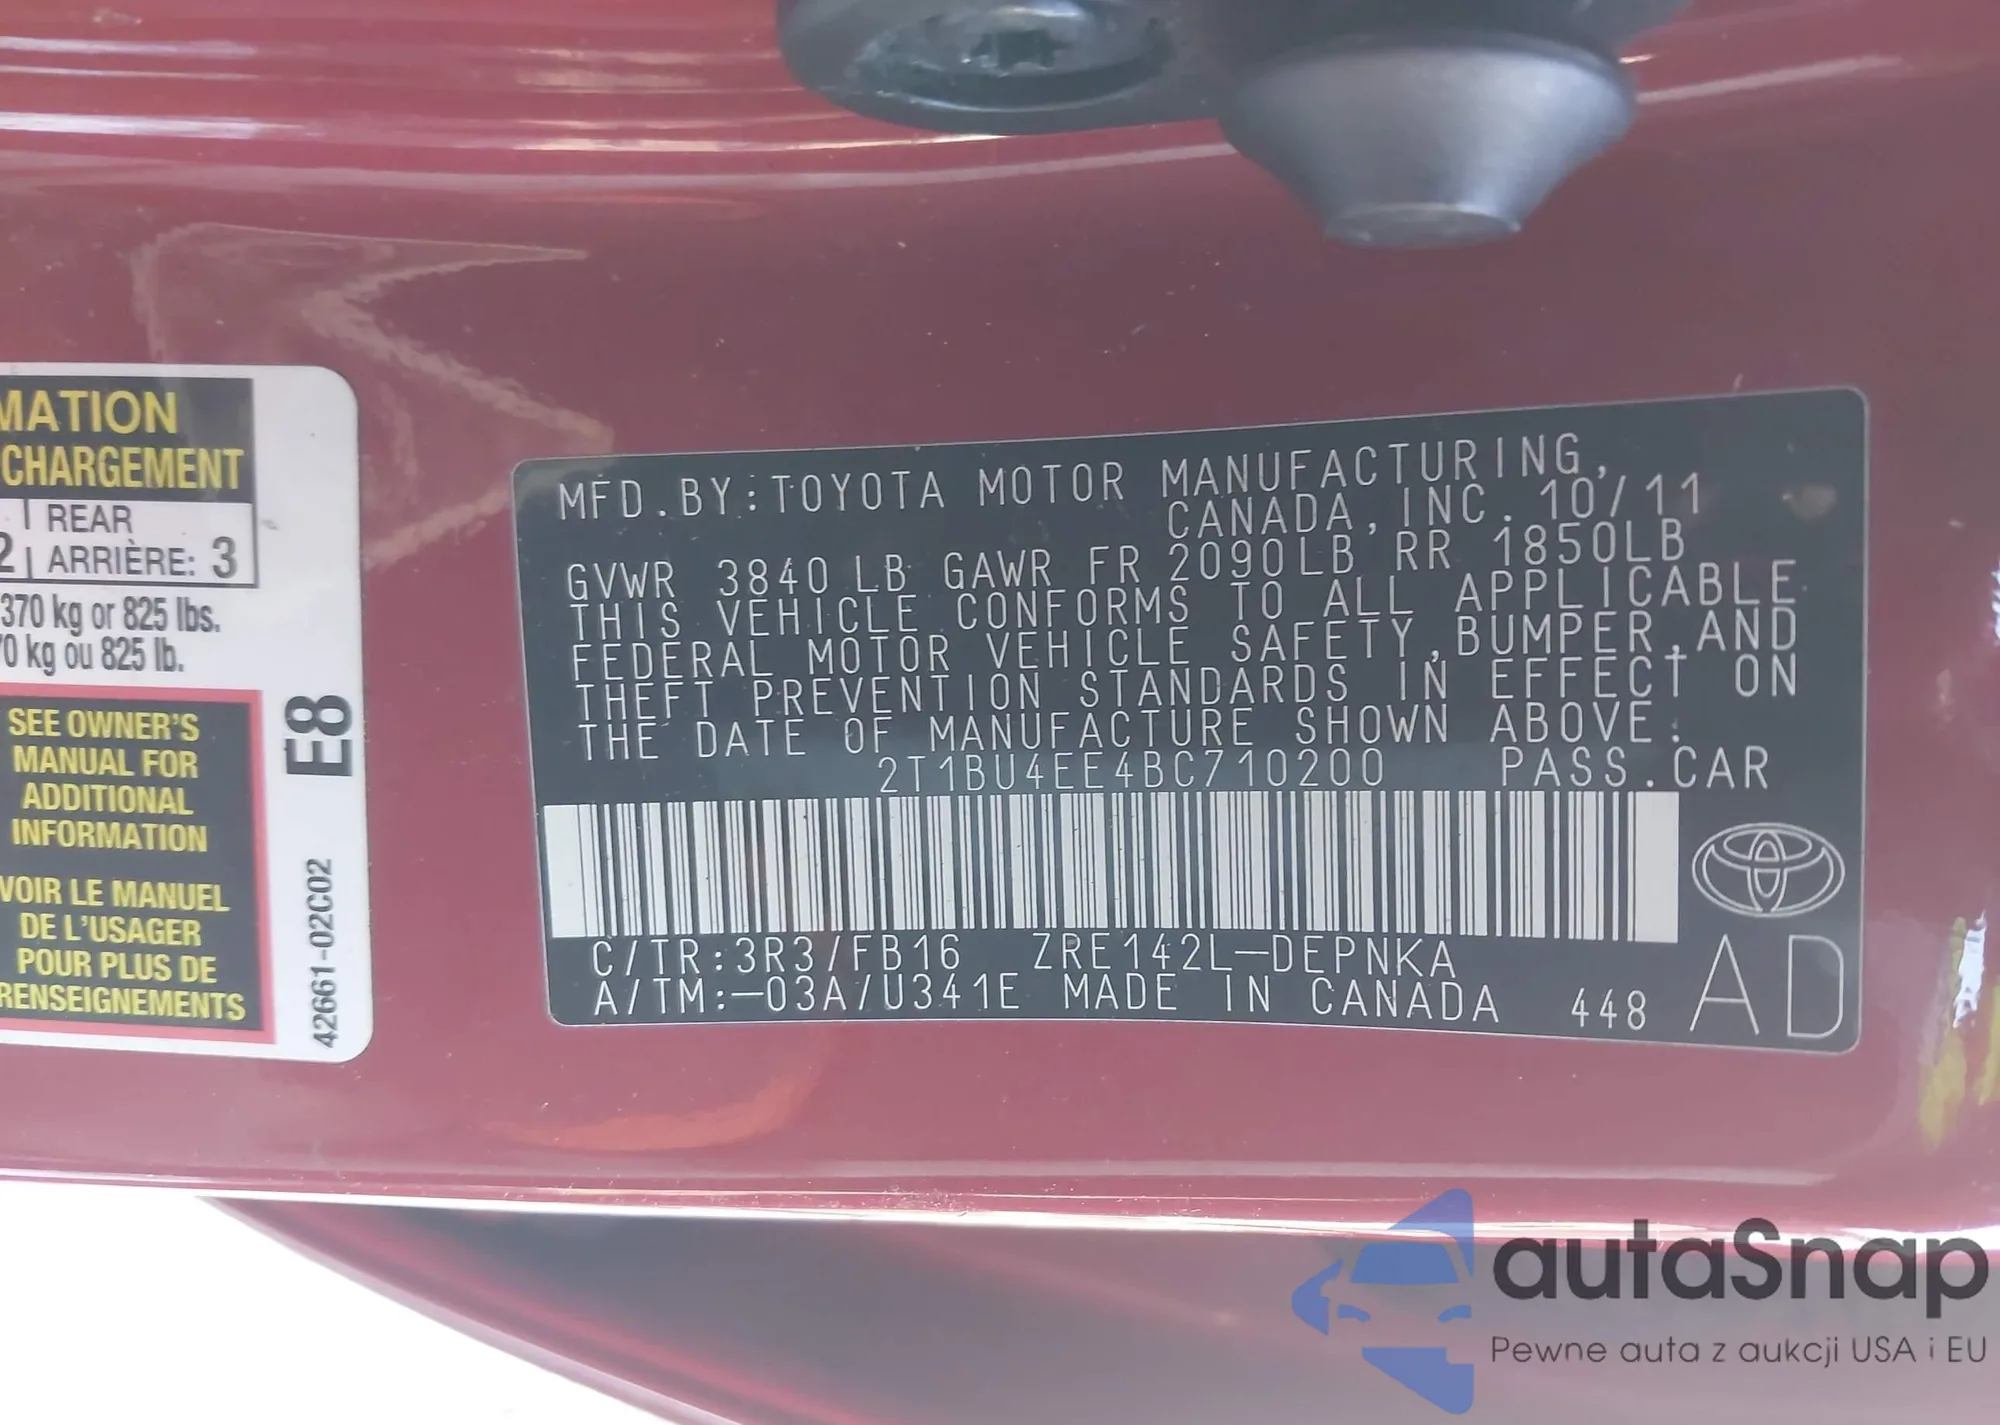 MATION
CHARGEMENT
REAR
2 ARRIÈRE: 3
370 kg or 825 lbs.
70 kg ou 825 lb.
SEE OWNER'S
MANUAL FOR
ADDITIONAL
INFORMATION
VOIR LE MANUEL
DE L'USAGER
POUR PLUS DE
RENSEIGNEMENTS
E8
42661-02C02
MFD.BY:TOYOTA MOTOR MANUFACTURING,
CANADA,INC. 10/11
GVWR 3840 LB GAWR FR 2090LB RR 1850LB
THIS VEHICLE CONFORMS TO ALL APPLICABLE
FEDERAL MOTOR VEHICLE SAFETY,BUMPER,AND
THEFT PREVENTION STANDARDS IN EFFECT ON
THE DATE OF MANUFACTURE SHOWN ABOVE.
2T1BU4EE4BC710200 PASS.CAR
C/TR:3R3/FB16 ZRE142L-DEPNKA
A/TM:-03A/U341E MADE IN CANADA 448 AD
autaSnap
Pewne auta z aukcji USA i EU